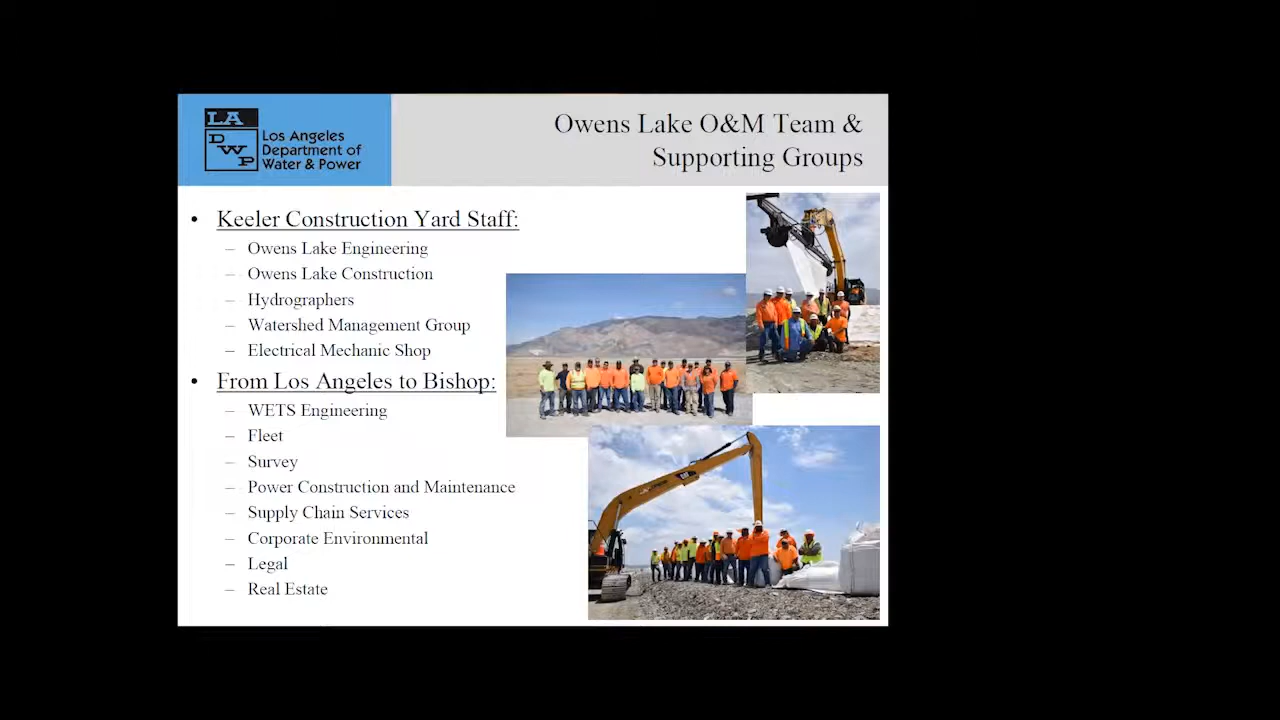 LA
DWP
Los Angeles
Department of
Water & Power
Owens Lake O&M Team &
Supporting Groups
• Keeler Construction Yard Staff:
– Owens Lake Engineering
– Owens Lake Construction
– Hydrographers
– Watershed Management Group
– Electrical Mechanic Shop
• From Los Angeles to Bishop:
– WETS Engineering
– Fleet
– Survey
– Power Construction and Maintenance
– Supply Chain Services
– Corporate Environmental
– Legal
– Real Estate
CAT